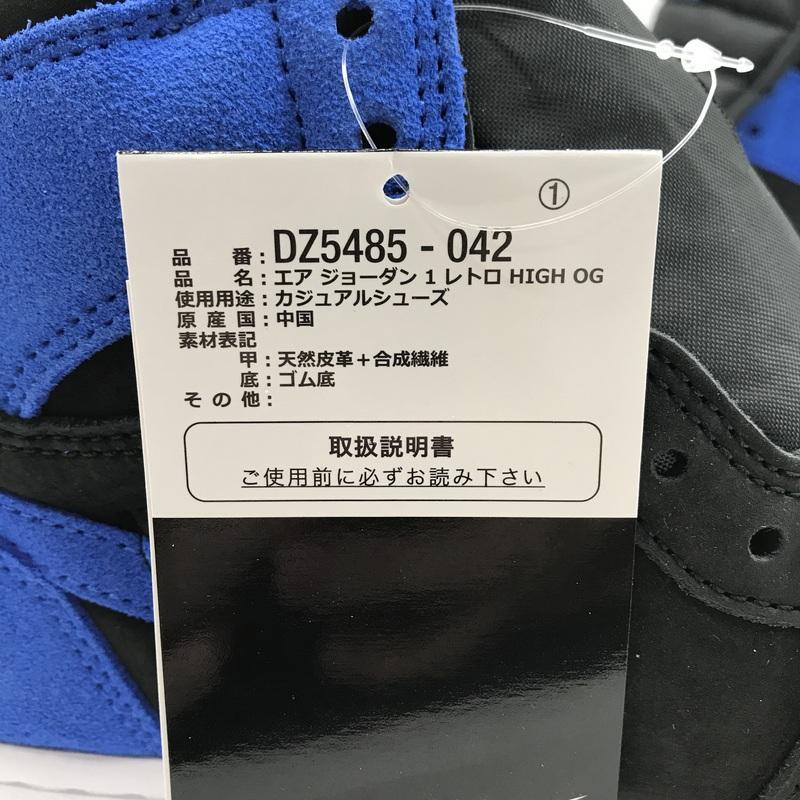 ①
品 番：DZ5485 - 042
品 名：エア ジョーダン 1 レトロ HIGH OG
使用用途：カジュアルシューズ
原 産 国：中国
素材表記
甲：天然皮革＋合成繊維
底：ゴム底
そ の 他：
取扱説明書
ご使用前に必ずお読み下さい